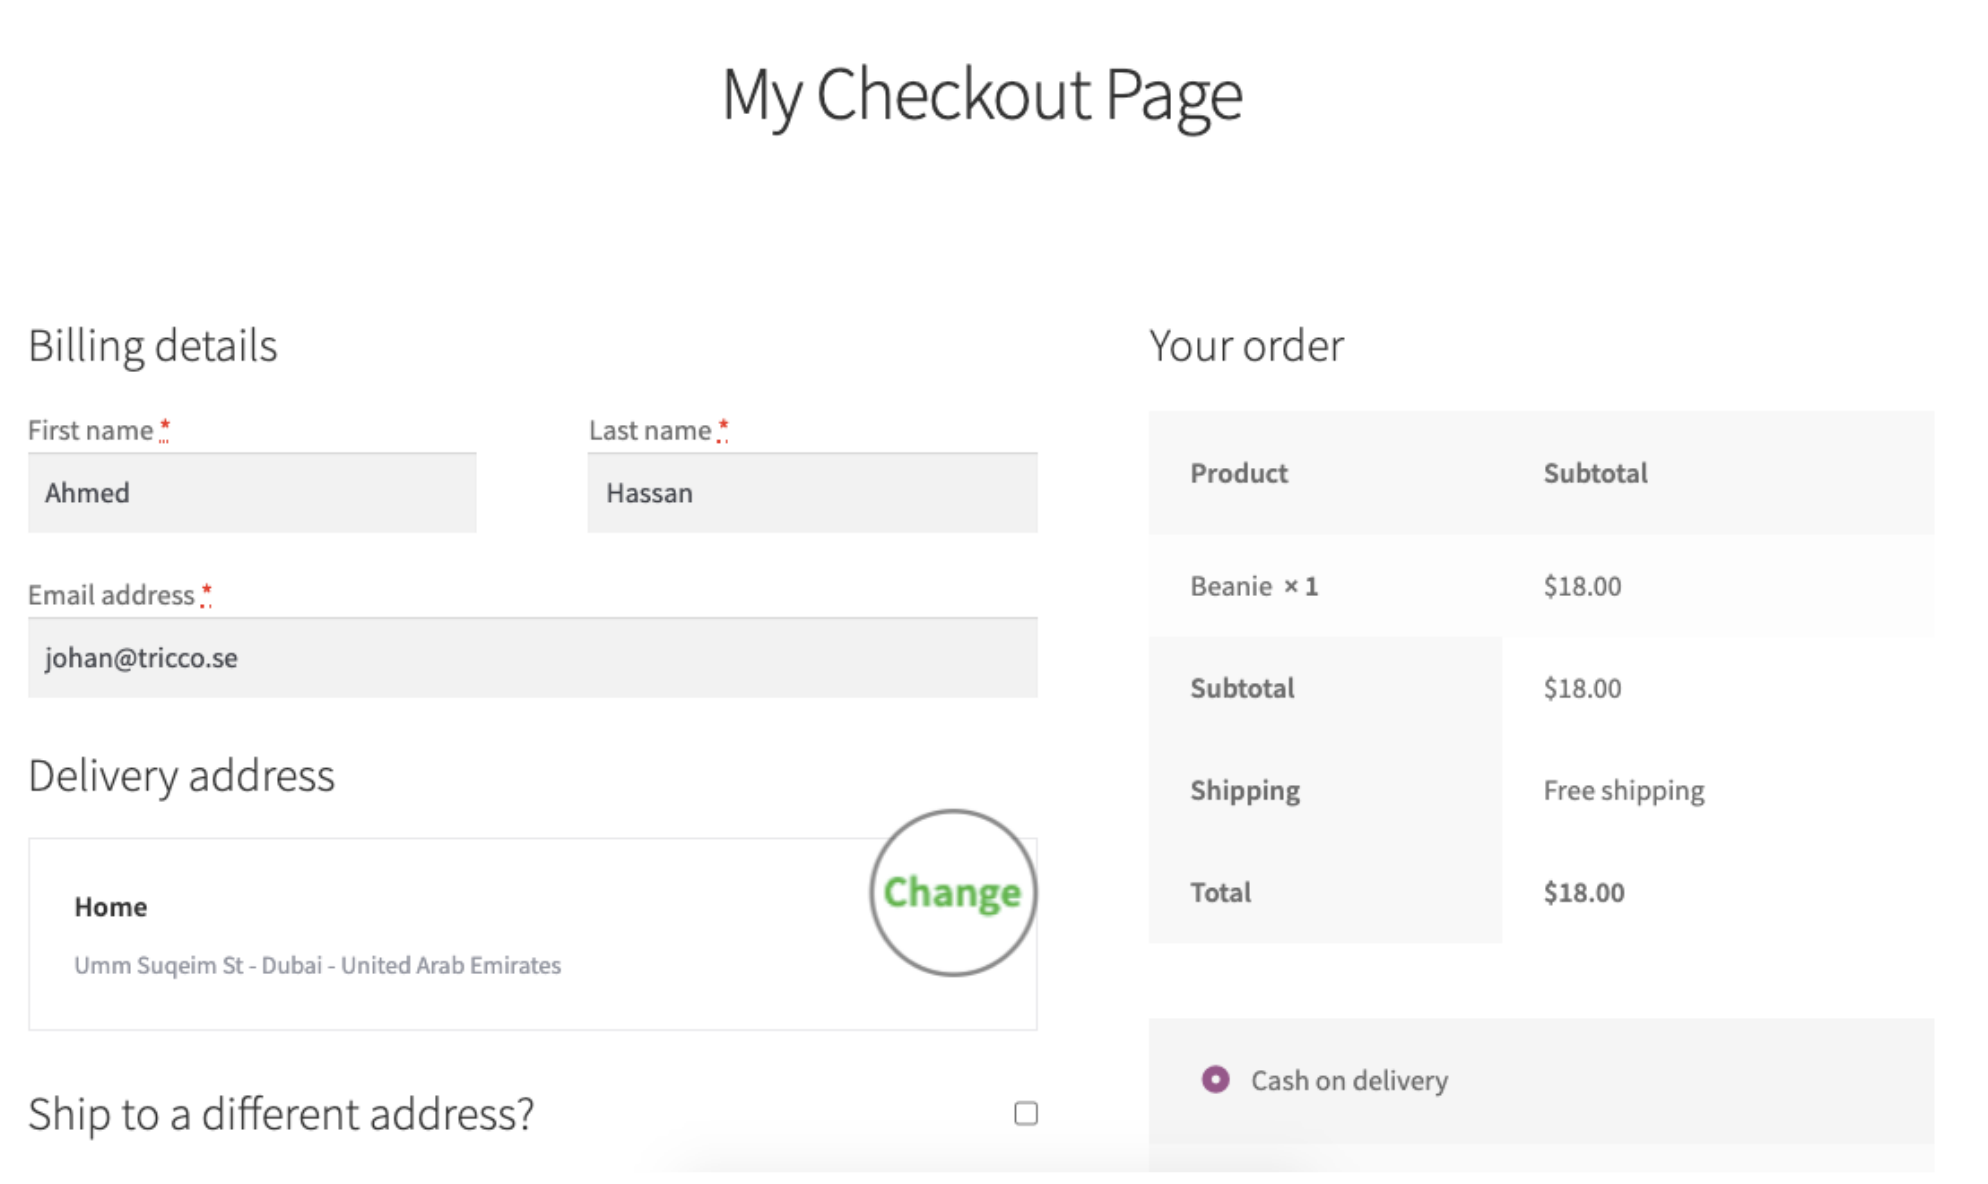 My Checkout Page
Billing details
First name *
Last name *
Ahmed
Hassan
Email address *
johan@tricco.se
Delivery address
Home
Change
Umm Suqeim St - Dubai - United Arab Emirates
Ship to a different address?
Your order
Product Subtotal
Beanie × 1 $18.00
Subtotal $18.00
Shipping Free shipping
Total $18.00
Cash on delivery